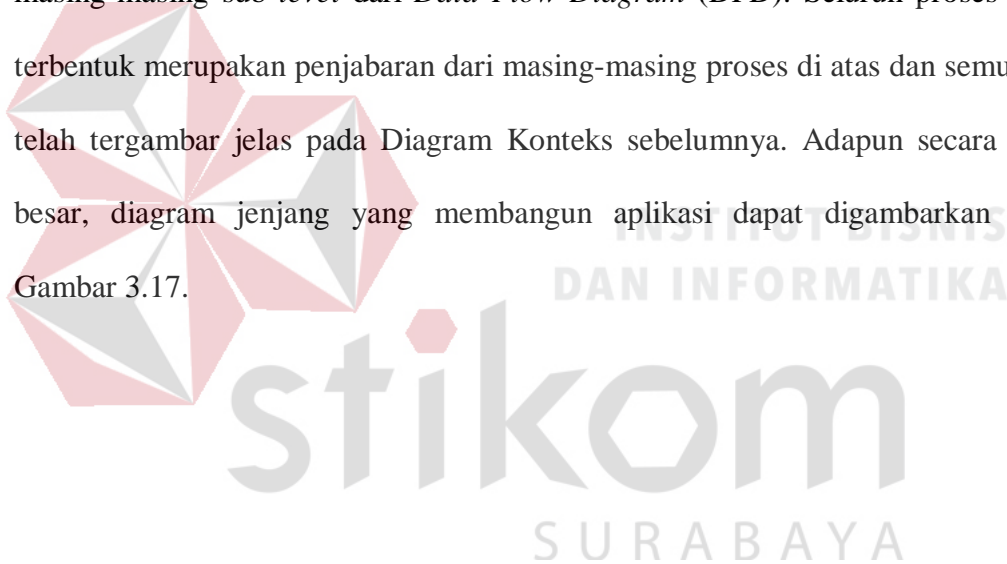 masing-masing sub level dari Data Flow Diagram (DFD). Seluruh proses
terbentuk merupakan penjabaran dari masing-masing proses di atas dan semu
telah tergambar jelas pada Diagram Konteks sebelumnya. Adapun secara
besar, diagram jenjang yang membangun aplikasi dapat digambarkan
Gambar 3.17.
INSTITUT BISNIS
DAN INFORMATIKA
stikom
SURABAYA